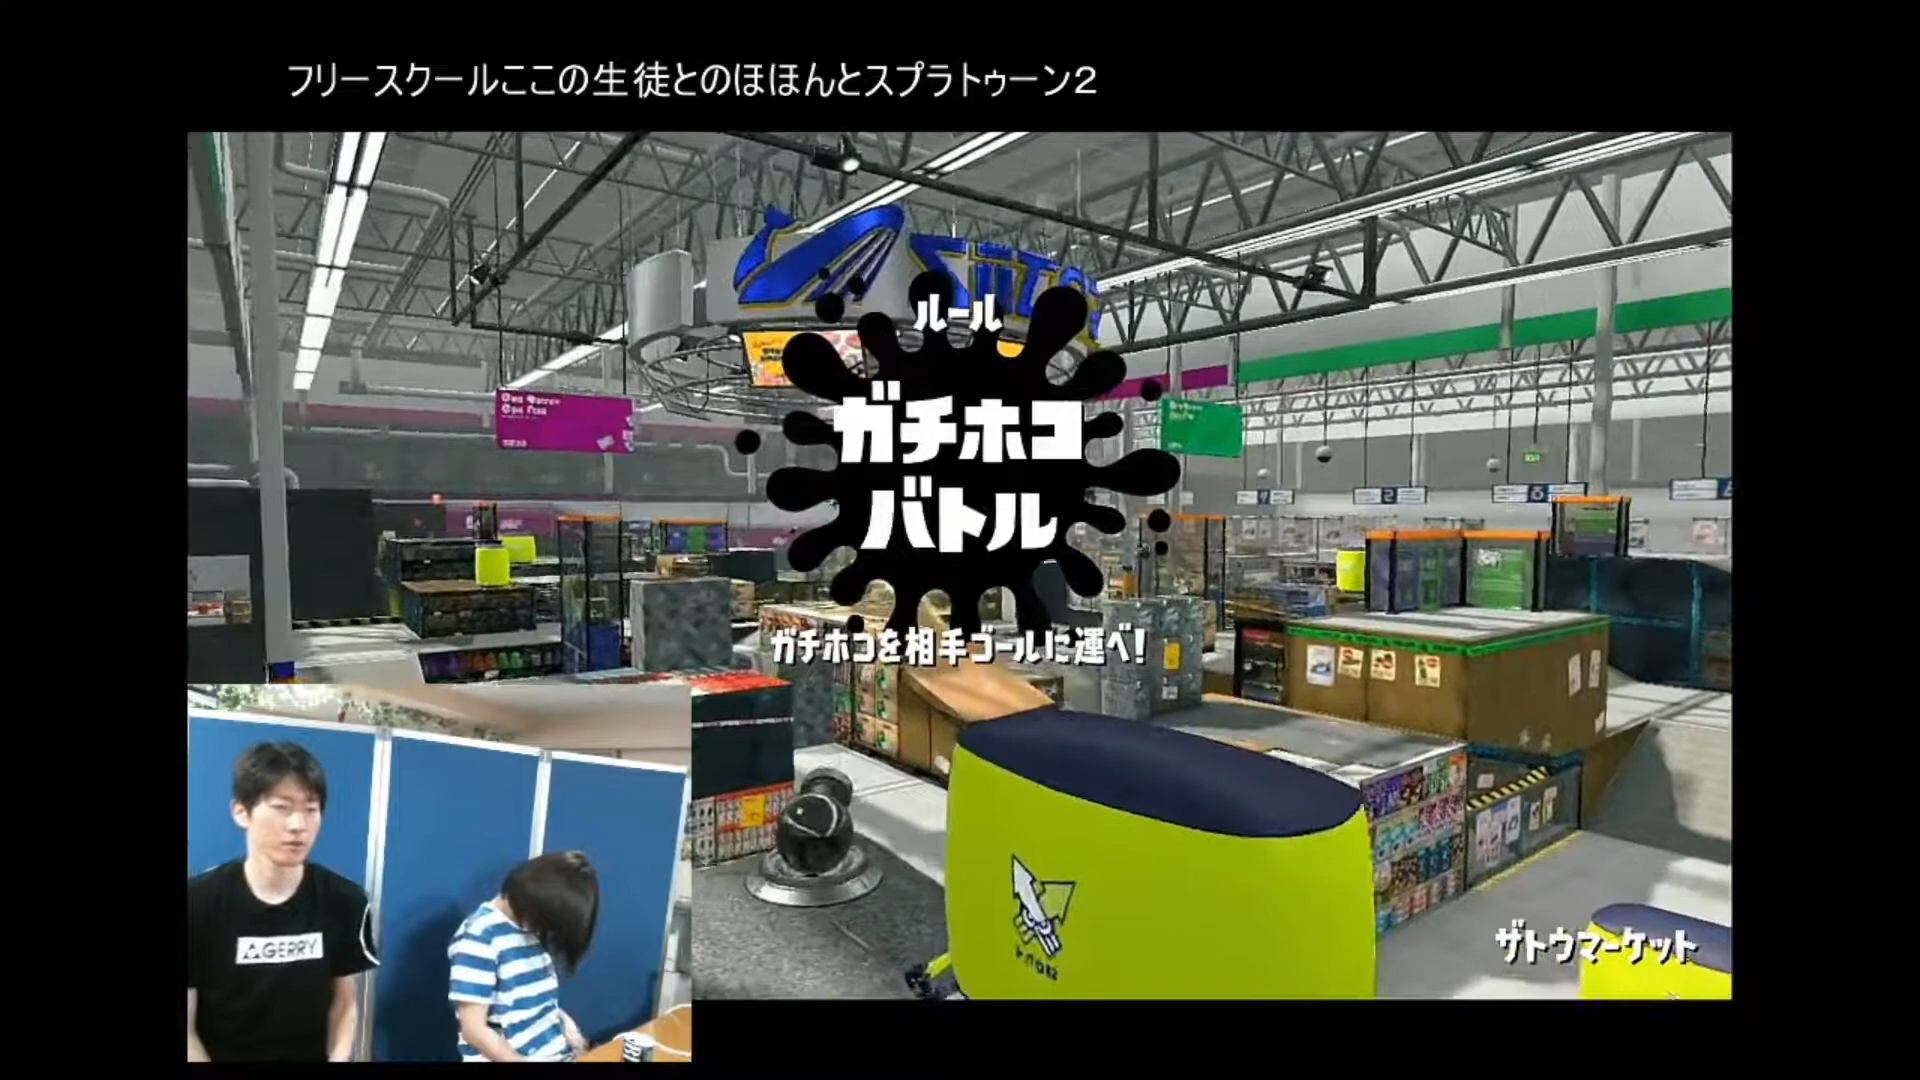 フリースクールここの生徒とのほほんとスプラトゥーン2
ルール
ガチホコ
バトル
ガチホコを相手ゴールに運べ!
AGERRY
ザトウマーケット